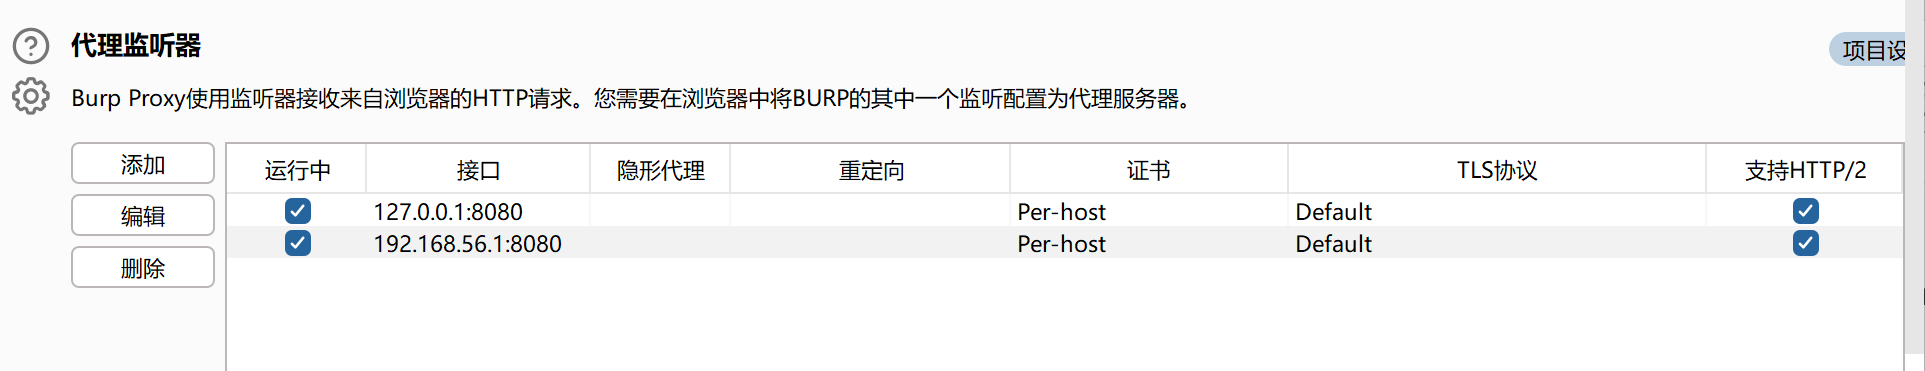 代理监听器
项目设
Burp Proxy使用监听器接收来自浏览器的HTTP请求。您需要在浏览器中将BURP的其中一个监听配置为代理服务器。
添加
编辑
删除
运行中 接口 隐形代理 重定向 证书 TLS协议 支持HTTP/2
127.0.0.1:8080 Per-host Default
192.168.56.1:8080 Per-host Default